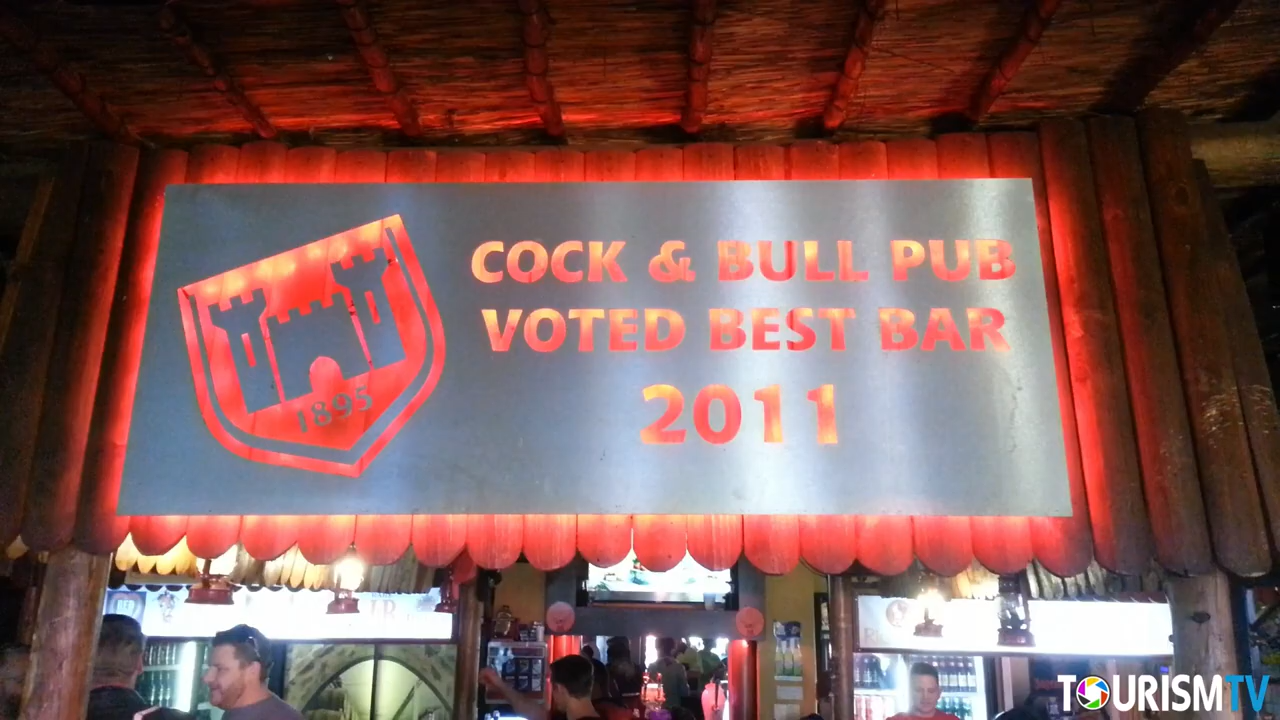 COCK & BULL PUB
VOTED BEST BAR
2011
1895
TOURISMTV